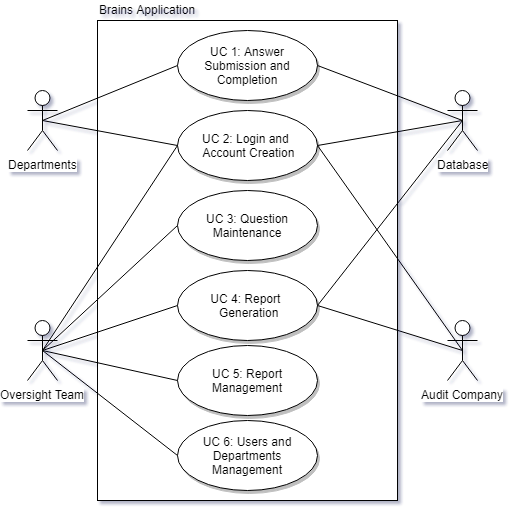 Brains Application
UC 1: Answer
Submission and
Completion
Departments
UC 2: Login and
Account Creation
Database
UC 3: Question
Maintenance
UC 4: Report
Generation
Oversight Team
UC 5: Report
Management
Audit Company
UC 6: Users and
Departments
Management